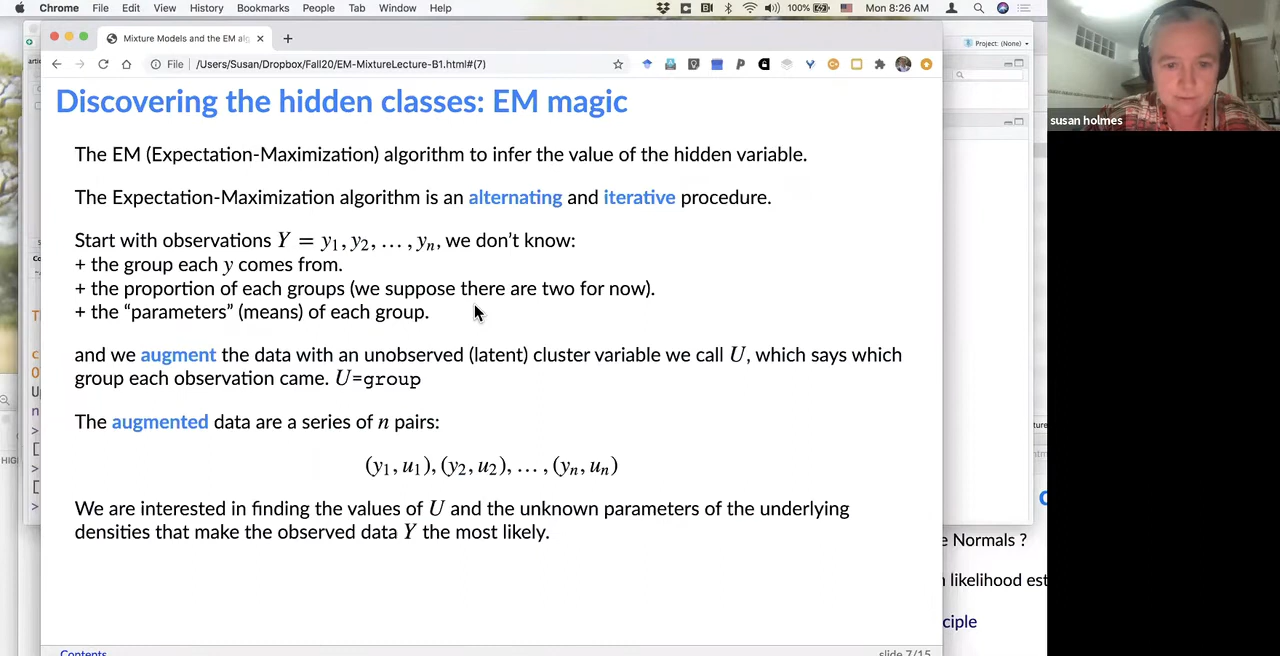 Chrome File Edit View History Bookmarks People Tab Window Help 100% Mon 8:26 AM
Mixture Models and the EM alg
Project: (None)
File /Users/Susan/Dropbox/Fall20/EM-MixtureLecture-B1.html#(7)
Discovering the hidden classes: EM magic
susan holmes
The EM (Expectation-Maximization) algorithm to infer the value of the hidden variable.
The Expectation-Maximization algorithm is an alternating and iterative procedure.
Start with observations Y = y1, y2, …, yn, we don't know:
+ the group each y comes from.
+ the proportion of each groups (we suppose there are two for now).
+ the “parameters” (means) of each group.
and we augment the data with an unobserved (latent) cluster variable we call U, which says which
group each observation came. U=group
The augmented data are a series of n pairs:
(y1, u1), (y2, u2), …, (yn, un)
We are interested in finding the values of U and the unknown parameters of the underlying
densities that make the observed data Y the most likely.
e Normals ?
likelihood est
ciple
Contents
slide 7/15